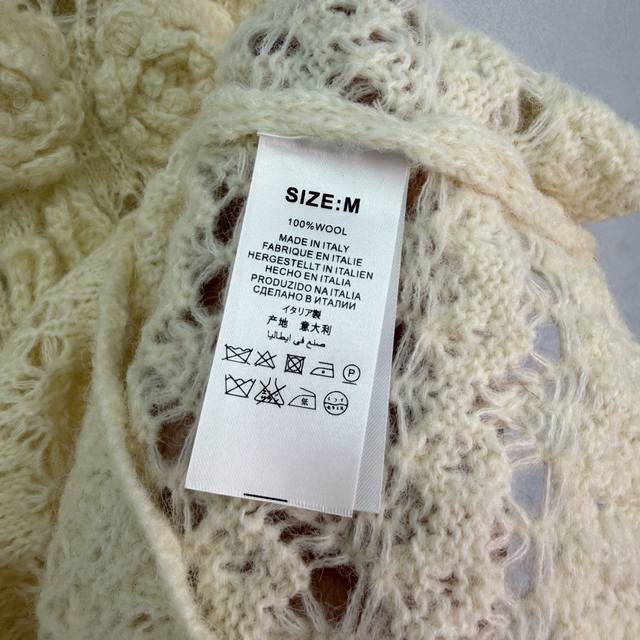 SIZE:M
100%WOOL
MADE IN ITALY
FABRIQUE EN ITALIE
HERGESTELLT IN ITALIEN
HECHO EN ITALIA
PRODUZIDO NA ITALIA
СДЕЛАНО В ИТАЛИИ
イタリア製
产地 意大利
صنع في إيطاليا
P